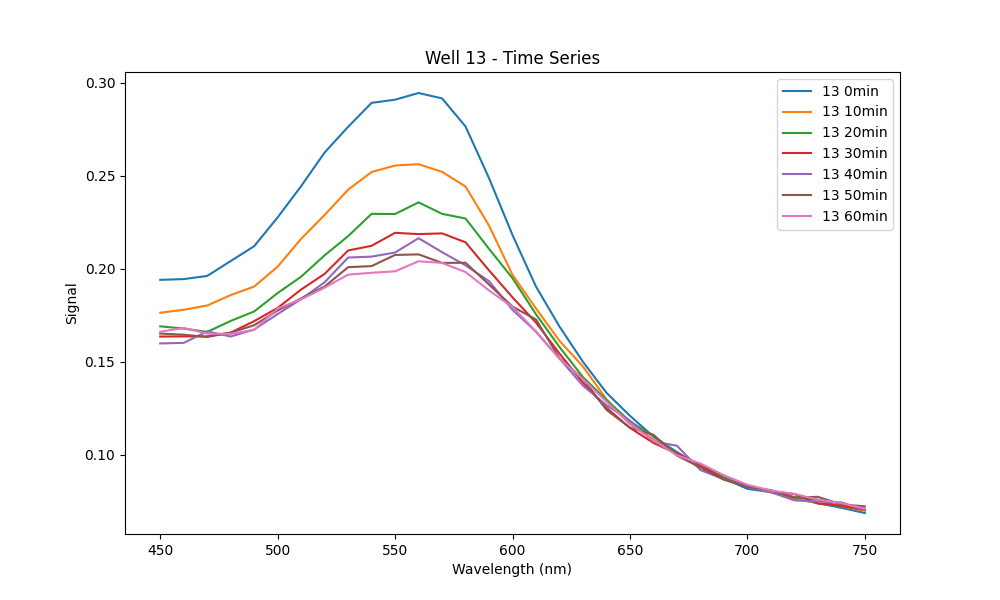 Well 13 - Time Series
Signal
0.30
0.25
0.20
0.15
0.10
13 0min
13 10min
13 20min
13 30min
13 40min
13 50min
13 60min
450 500 550 600 650 700 750
Wavelength (nm)